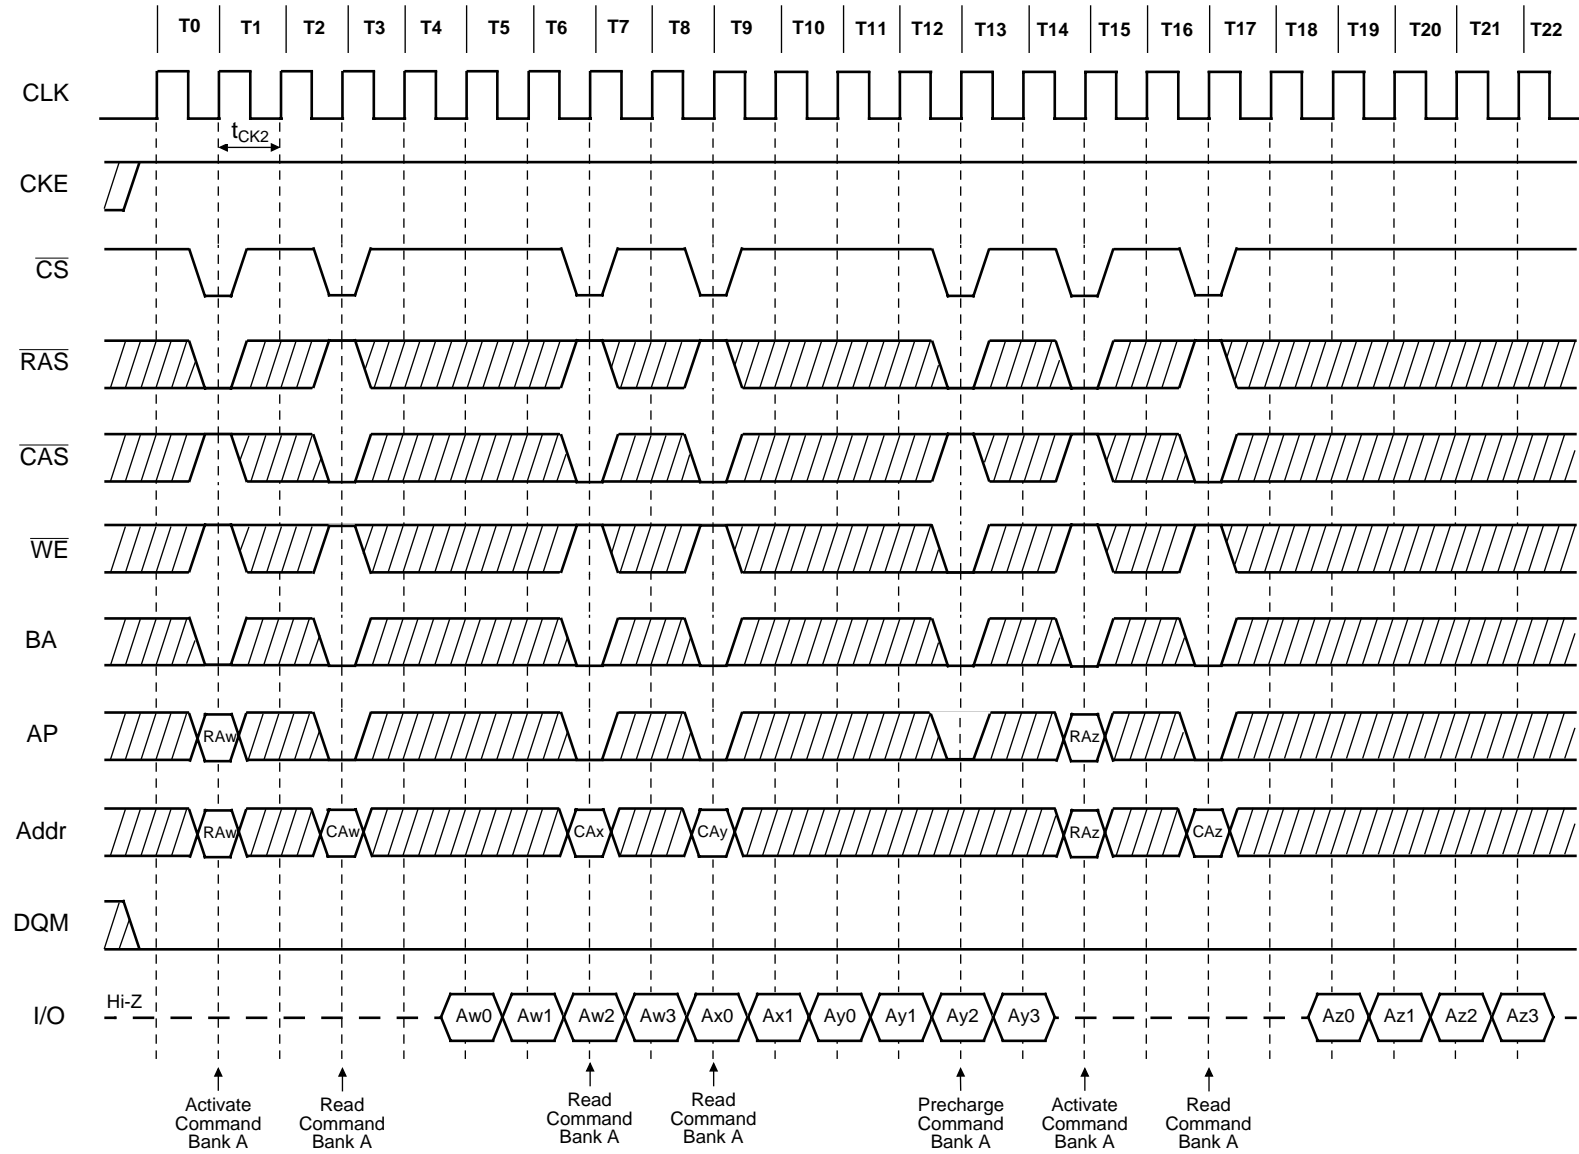 T0 T1 T2 T3 T4 T5 T6 T7 T8 T9 T10 T11 T12 T13 T14 T15 T16 T17 T18 T19 T20 T21 T22
CLK
tCK2
CKE
CS
RAS
CAS
WE
BA
AP RAw RAz
Addr RAw CAw CAx CAy RAz CAz
DQM
I/O Hi-Z Aw0 Aw1 Aw2 Aw3 Ax0 Ax1 Ay0 Ay1 Ay2 Ay3 Az0 Az1 Az2 Az3
Activate
Command
Bank A
Read
Command
Bank A
Read
Command
Bank A
Read
Command
Bank A
Precharge
Command
Bank A
Activate
Command
Bank A
Read
Command
Bank A